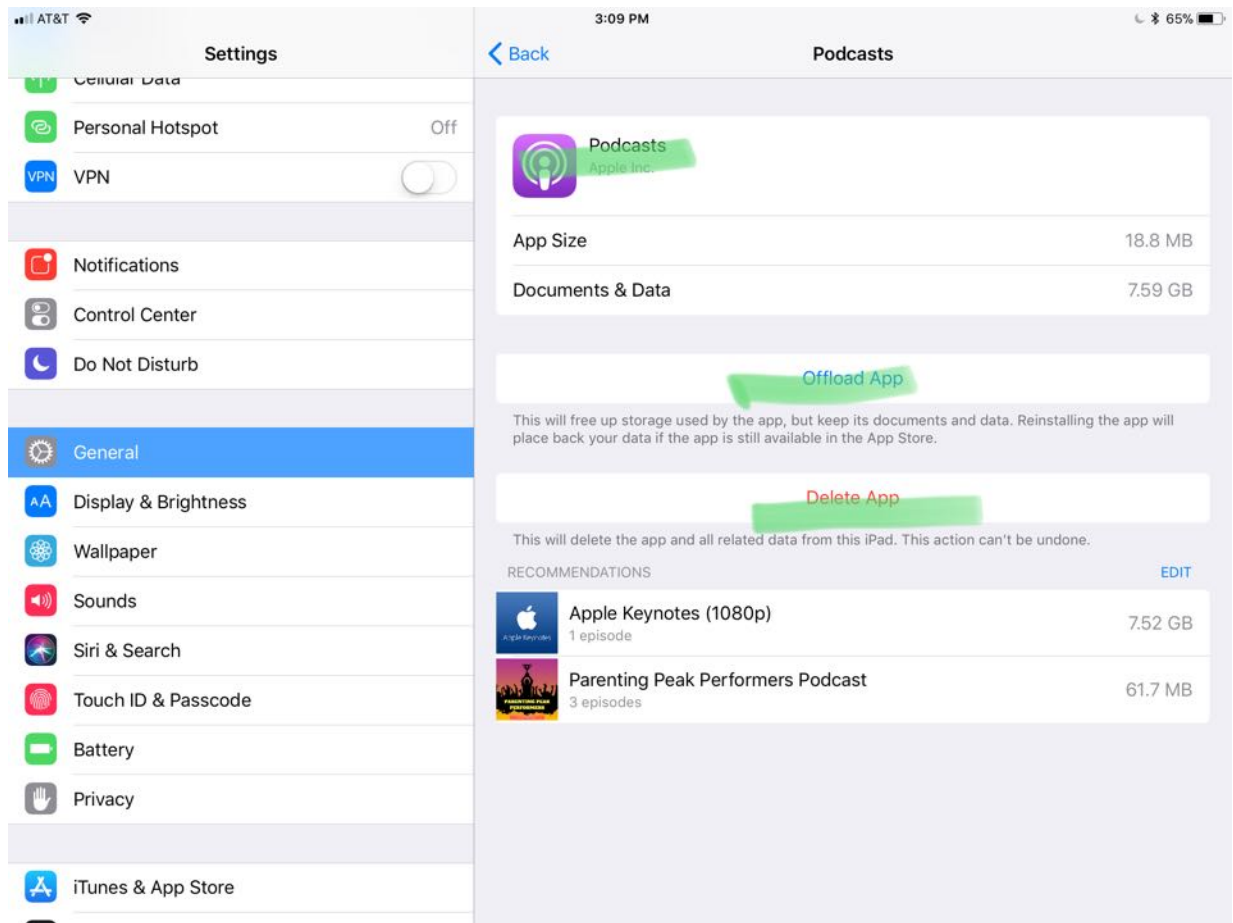 AT&T
3:09 PM
65%
Settings
Cellular Data
Personal Hotspot
Off
VPN
VPN
Notifications
Control Center
Do Not Disturb
General
AA
Display & Brightness
Wallpaper
Sounds
Siri & Search
Touch ID & Passcode
Battery
Privacy
iTunes & App Store
Back
Podcasts
Podcasts
Apple Inc.
App Size
18.8 MB
Documents & Data
7.59 GB
Offload App
This will free up storage used by the app, but keep its documents and data. Reinstalling the app will
place back your data if the app is still available in the App Store.
Delete App
This will delete the app and all related data from this iPad. This action can't be undone.
RECOMMENDATIONS
EDIT
Apple Keynotes
Apple Keynotes (1080p)
1 episode
7.52 GB
PARENTING PEAK
PERFORMERS
Parenting Peak Performers Podcast
3 episodes
61.7 MB